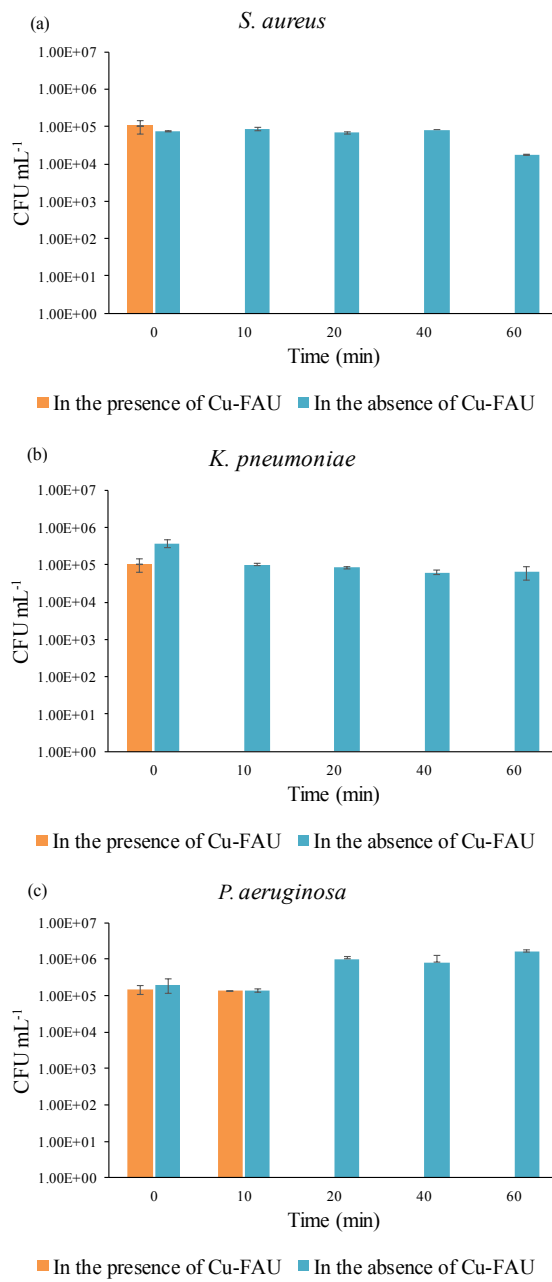 (a)
S. aureus
1.00E+07
1.00E+06
1.00E+05
1.00E+04
1.00E+03
1.00E+02
1.00E+01
1.00E+00
CFU mL-1
0 10 20 40 60
Time (min)
In the presence of Cu-FAU In the absence of Cu-FAU
(b)
K. pneumoniae
1.00E+07
1.00E+06
1.00E+05
1.00E+04
1.00E+03
1.00E+02
1.00E+01
1.00E+00
CFU mL-1
0 10 20 40 60
Time (min)
In the presence of Cu-FAU In the absence of Cu-FAU
(c)
P. aeruginosa
1.00E+07
1.00E+06
1.00E+05
1.00E+04
1.00E+03
1.00E+02
1.00E+01
1.00E+00
CFU mL-1
0 10 20 40 60
Time (min)
In the presence of Cu-FAU In the absence of Cu-FAU